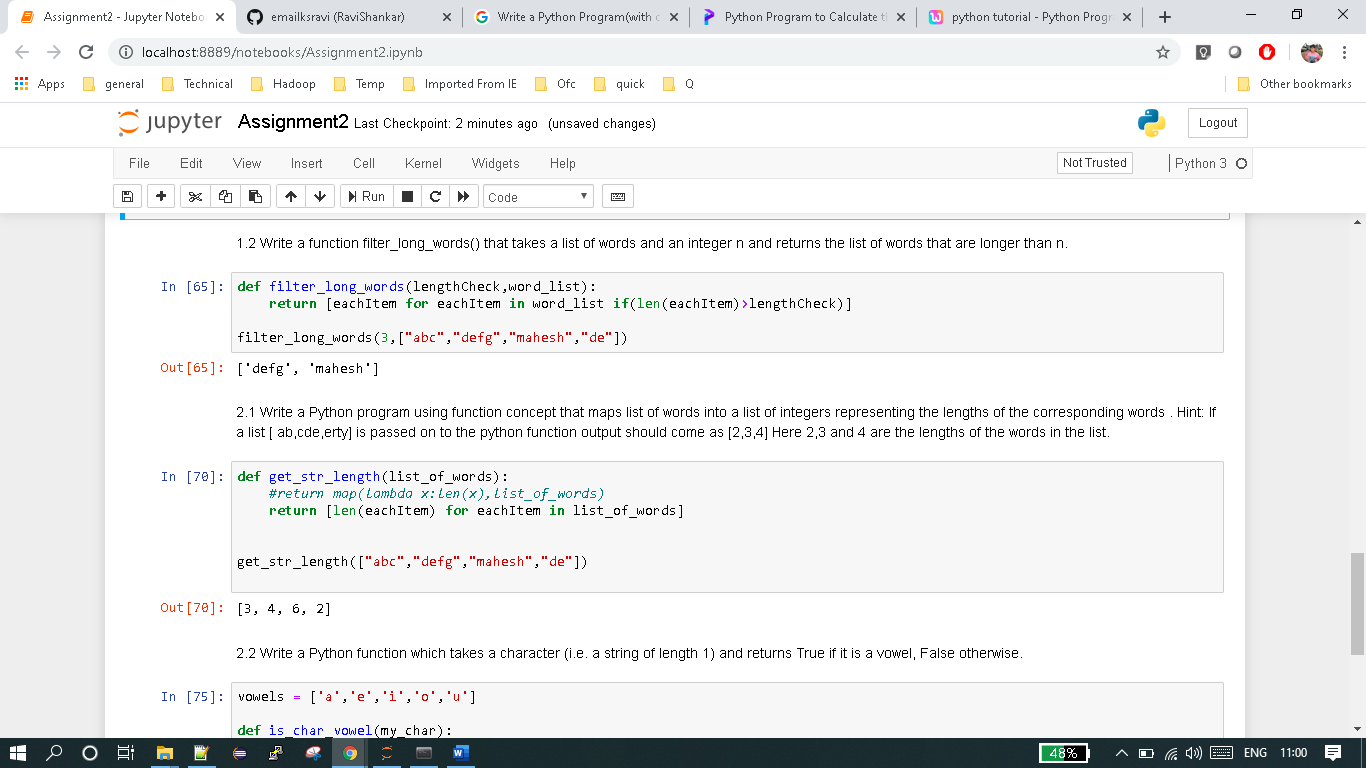 Assignment2 - Jupyter Notebo
emailksravi (RaviShankar)
Write a Python Program(with c
Python Program to Calculate t
python tutorial - Python Progr
localhost:8889/notebooks/Assignment2.ipynb
Apps general Technical Hadoop Temp Imported From IE Ofc quick Q Other bookmarks
jupyter Assignment2 Last Checkpoint: 2 minutes ago (unsaved changes) Logout
File Edit View Insert Cell Kernel Widgets Help Not Trusted Python 3
Run Code
1.2 Write a function filter_long_words() that takes a list of words and an integer n and returns the list of words that are longer than n.
In [65]: def filter_long_words(lengthCheck,word_list):
return [eachItem for eachItem in word_list if(len(eachItem)>lengthCheck)]
filter_long_words(3,["abc","defg","mahesh","de"])
Out[65]: ['defg', 'mahesh']
2.1 Write a Python program using function concept that maps list of words into a list of integers representing the lengths of the corresponding words . Hint: If
a list [ ab,cde,erty] is passed on to the python function output should come as [2,3,4] Here 2,3 and 4 are the lengths of the words in the list.
In [70]: def get_str_length(list_of_words):
#return map(lambda x:len(x),list_of_words)
return [len(eachItem) for eachItem in list_of_words]
get_str_length(["abc","defg","mahesh","de"])
Out[70]: [3, 4, 6, 2]
2.2 Write a Python function which takes a character (i.e. a string of length 1) and returns True if it is a vowel, False otherwise.
In [75]: vowels = ['a','e','i','o','u']
def is_char_vowel(my_char):
48% ENG 11:00